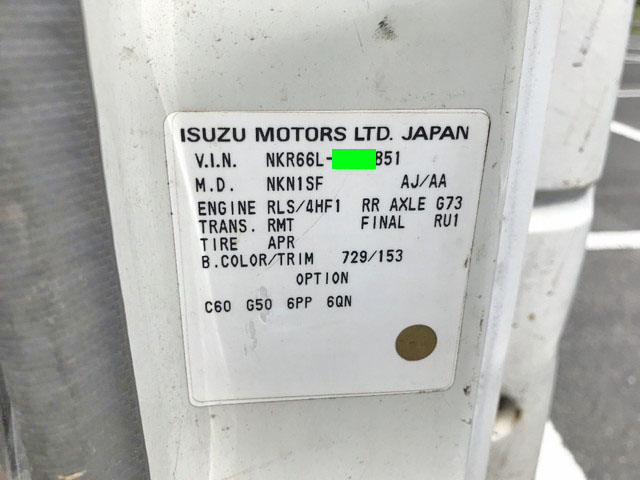 ISUZU MOTORS LTD. JAPAN
V.I.N. NKR66L- 851
M.D. NKN1SF AJ/AA
ENGINE RLS/4HF1 RR AXLE G73
TRANS. RMT FINAL RU1
TIRE APR
B.COLOR/TRIM 729/153
OPTION
C60 G50 6PP 6QN